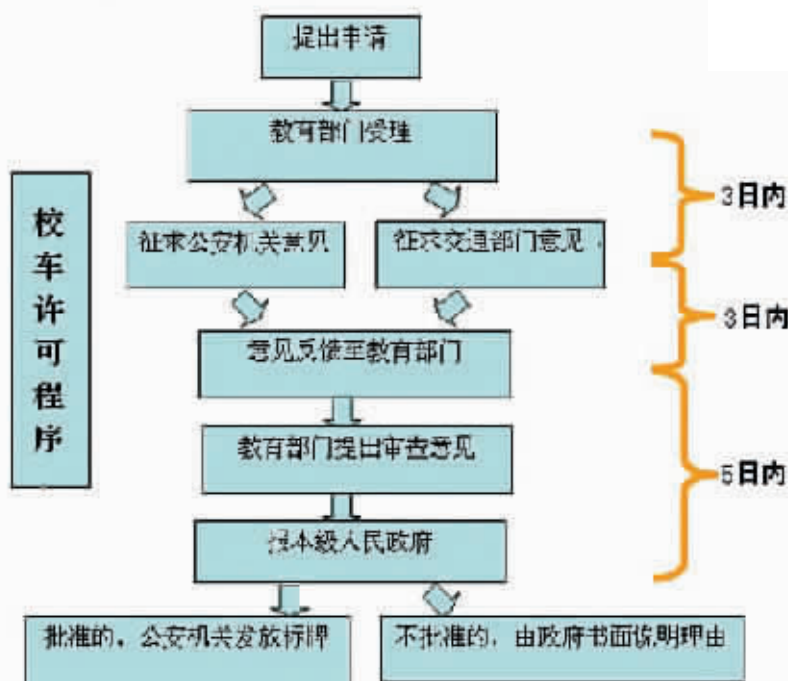 提出申请
教育部门受理
3日内
校车许可程序
征求公安机关意见
征求交通部门意见
3日内
意见反馈至教育部门
教育部门提出审查意见
5日内
报本级人民政府
批准的，公安机关发放标牌
不批准的，由政府书面说明理由